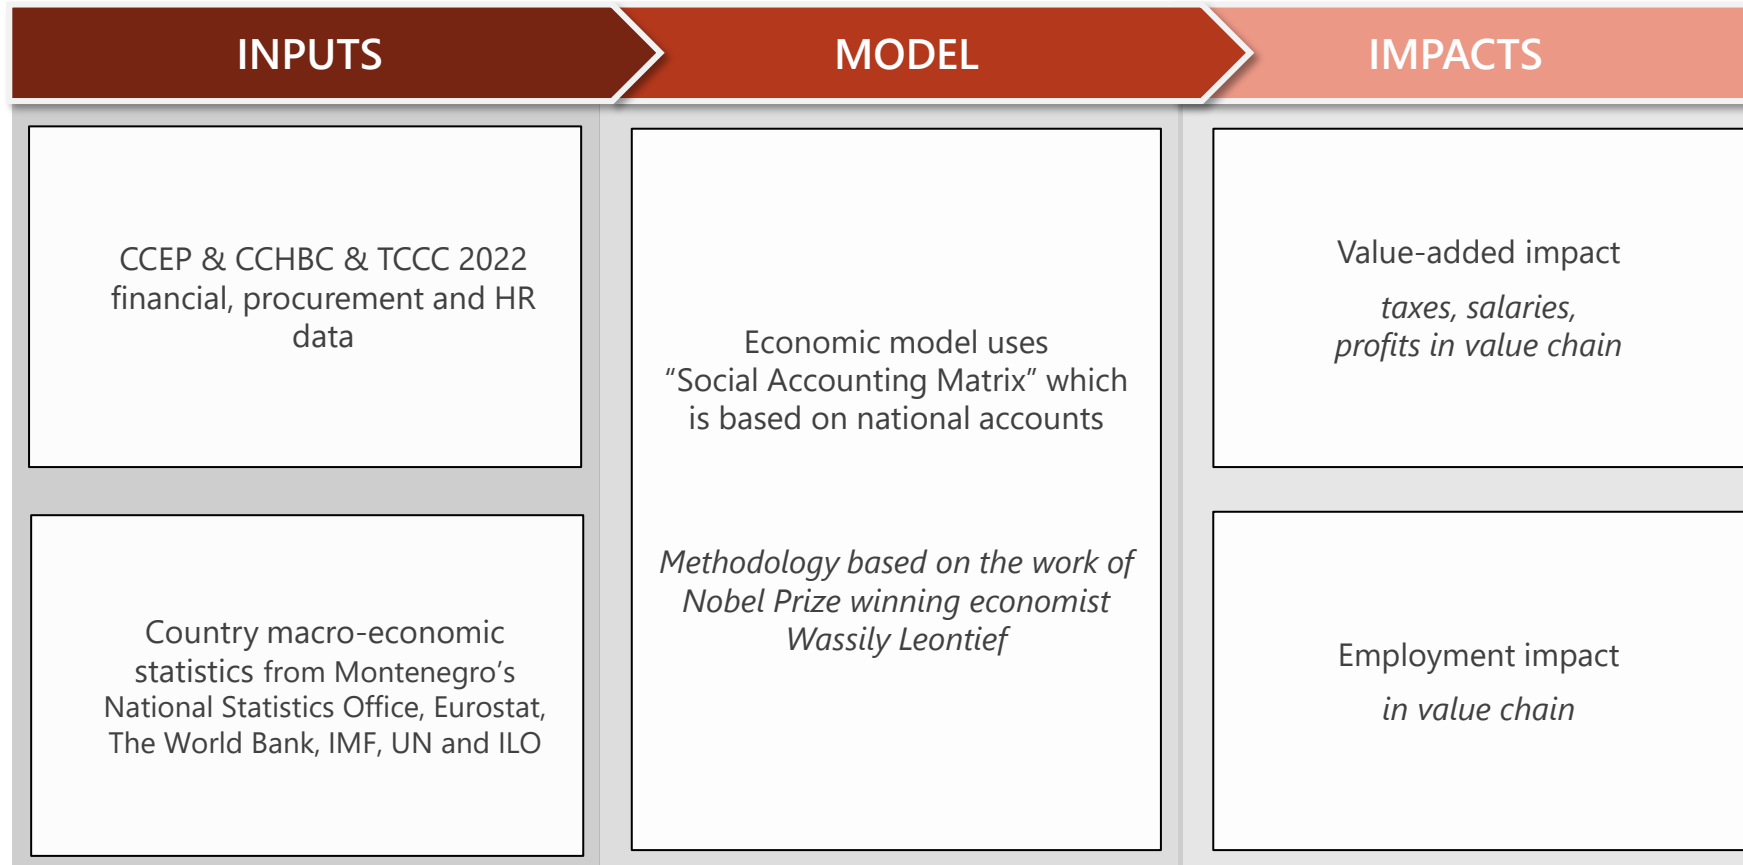 INPUTS
MODEL
IMPACTS
CCEP & CCHBC & TCCC 2022
financial, procurement and HR
data
Country macro-economic
statistics from Montenegro’s
National Statistics Office, Eurostat,
The World Bank, IMF, UN and ILO
Economic model uses
“Social Accounting Matrix” which
is based on national accounts
Methodology based on the work of
Nobel Prize winning economist
Wassily Leontief
Value-added impact
taxes, salaries,
profits in value chain
Employment impact
in value chain